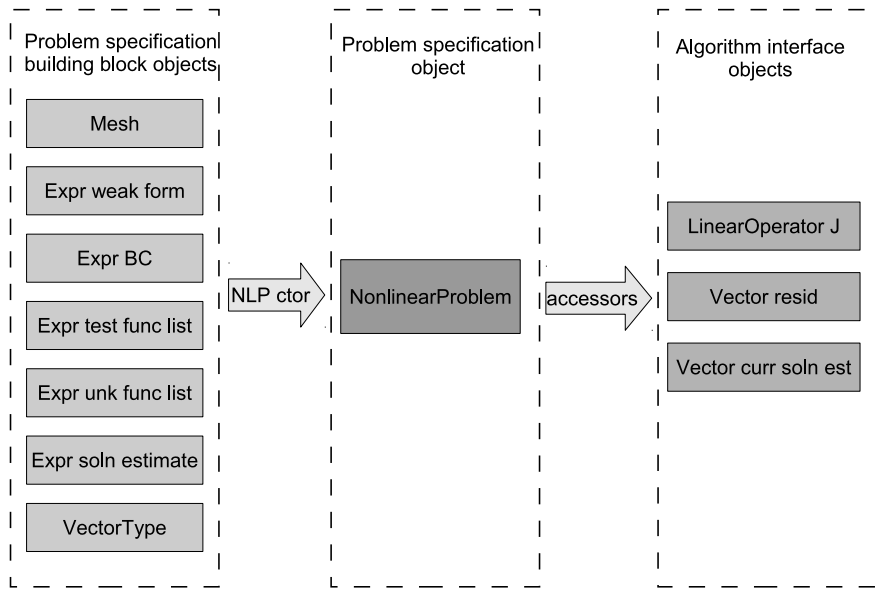 Problem specification
building block objects
Mesh
Expr weak form
Expr BC
Expr test func list
Expr unk func list
Expr soln estimate
VectorType
NLP ctor
Problem specification
object
NonlinearProblem
accessors
Algorithm interface
objects
LinearOperator J
Vector resid
Vector curr soln est